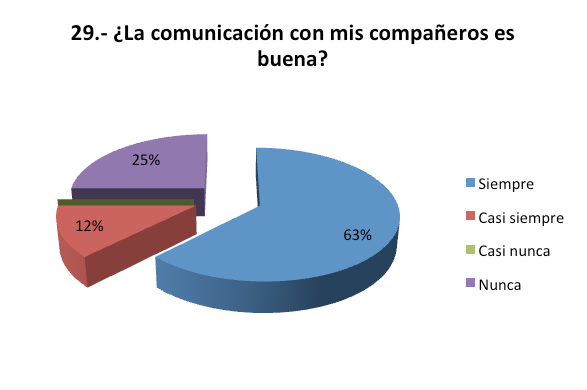 29.- ¿La comunicación con mis compañeros es
buena?
25%
12%
63%
Siempre
Casi siempre
Casi nunca
Nunca